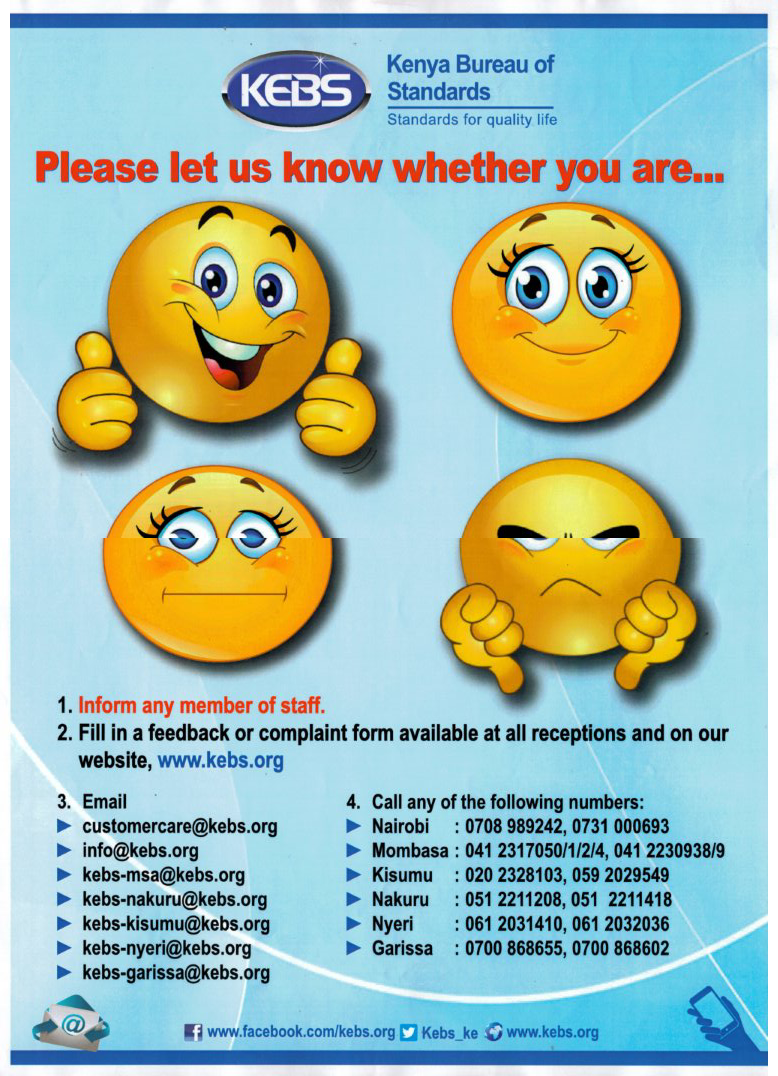 KEBS
Kenya Bureau of
Standards
Standards for quality life
Please let us know whether you are...
1. Inform any member of staff.
2. Fill in a feedback or complaint form available at all receptions and on our
website, www.kebs.org
3. Email
customercare@kebs.org
info@kebs.org
kebs-msa@kebs.org
kebs-nakuru@kebs.org
kebs-kisumu@kebs.org
kebs-nyeri@kebs.org
kebs-garissa@kebs.org
4. Call any of the following numbers:
Nairobi : 0708 989242, 0731 000693
Mombasa : 041 2317050/1/2/4, 041 2230938/9
Kisumu : 020 2328103, 059 2029549
Nakuru : 051 2211208, 051 2211418
Nyeri : 061 2031410, 061 2032036
Garissa : 0700 868655, 0700 868602
@
f www.facebook.com/kebs.org Kebs_ke www.kebs.org